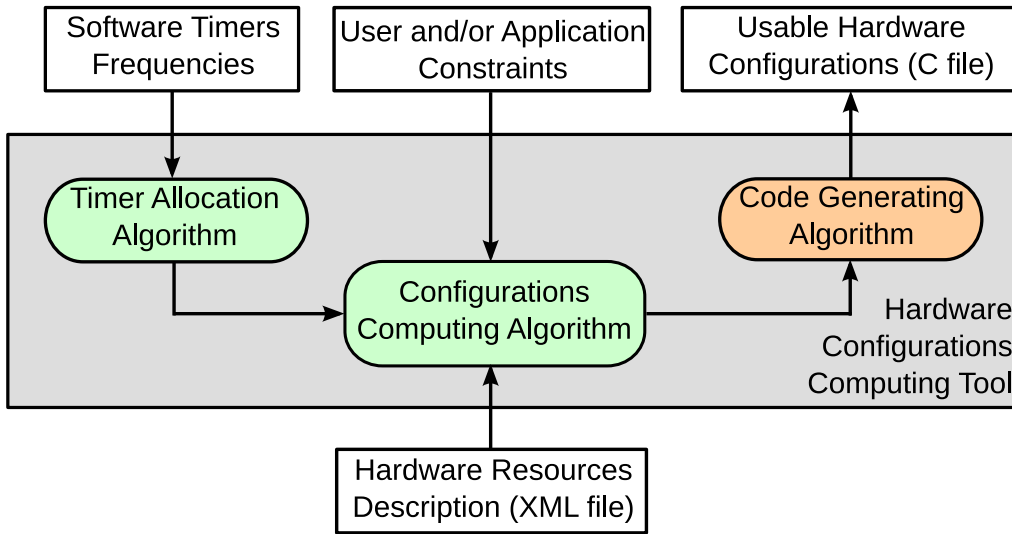 Software Timers
Frequencies
User and/or Application
Constraints
Usable Hardware
Configurations (C file)
Timer Allocation
Algorithm
Code Generating
Algorithm
Configurations
Computing Algorithm
Hardware
Configurations
Computing Tool
Hardware Resources
Description (XML file)